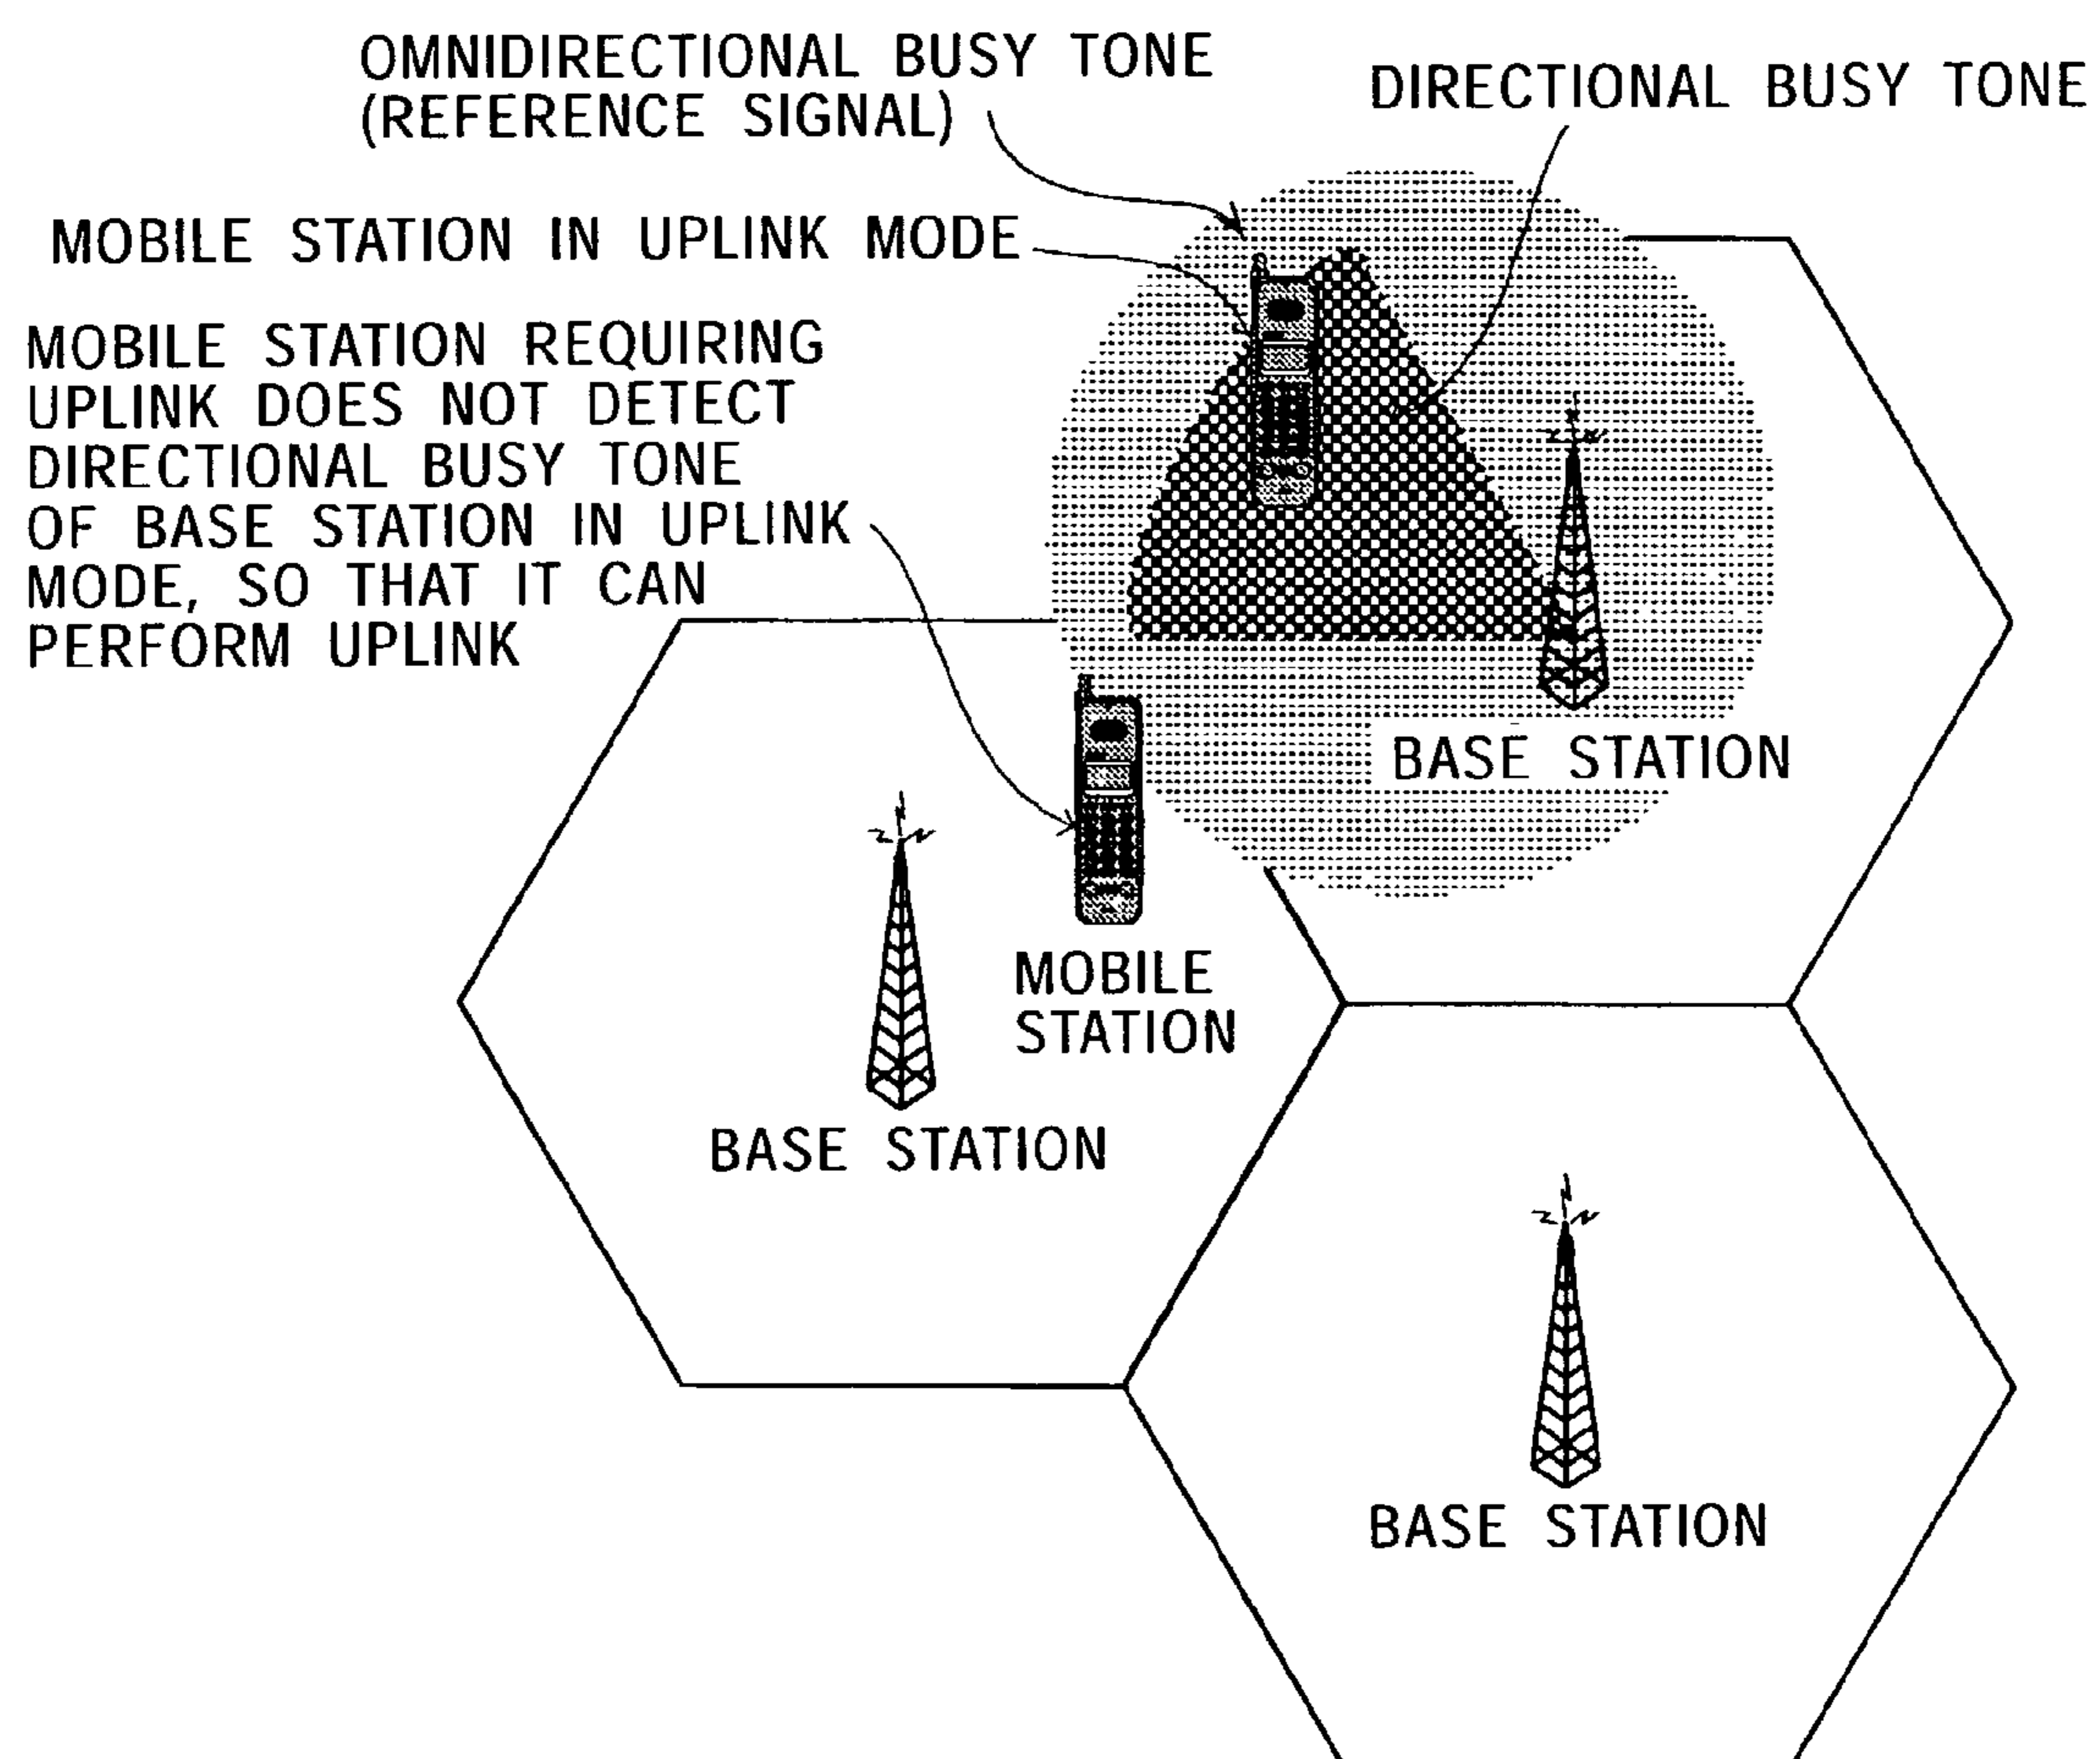 OMNIDIRECTIONAL BUSY TONE
(REFERENCE SIGNAL)
DIRECTIONAL BUSY TONE
MOBILE STATION IN UPLINK MODE
MOBILE STATION REQUIRING
UPLINK DOES NOT DETECT
DIRECTIONAL BUSY TONE
OF BASE STATION IN UPLINK
MODE, SO THAT IT CAN
PERFORM UPLINK
BASE STATION
MOBILE
STATION
BASE STATION
BASE STATION